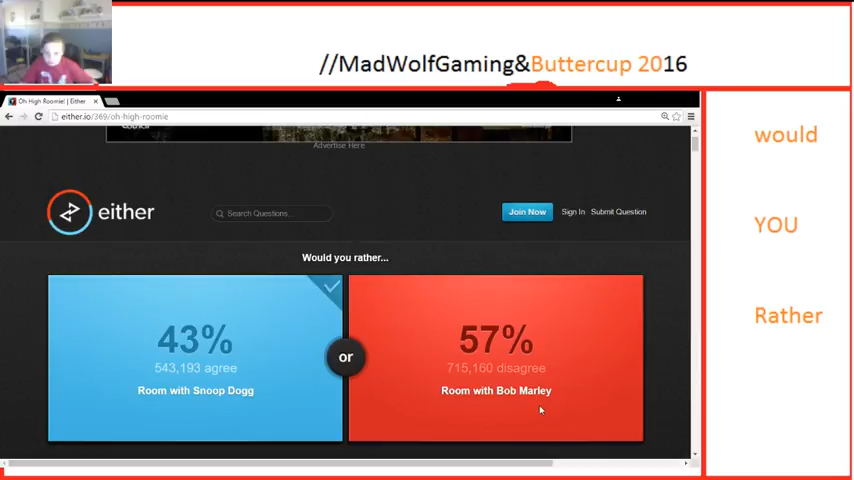 //MadWolfGaming&Buttercup 2016
Oh High Roomie! | Either
either.io/369/oh-high-roomie
Advertise Here
either
Search Questions...
Join Now
Sign In
Submit Question
Would you rather...
43%
543,193 agree
Room with Snoop Dogg
or
57%
715,160 disagree
Room with Bob Marley
would
YOU
Rather